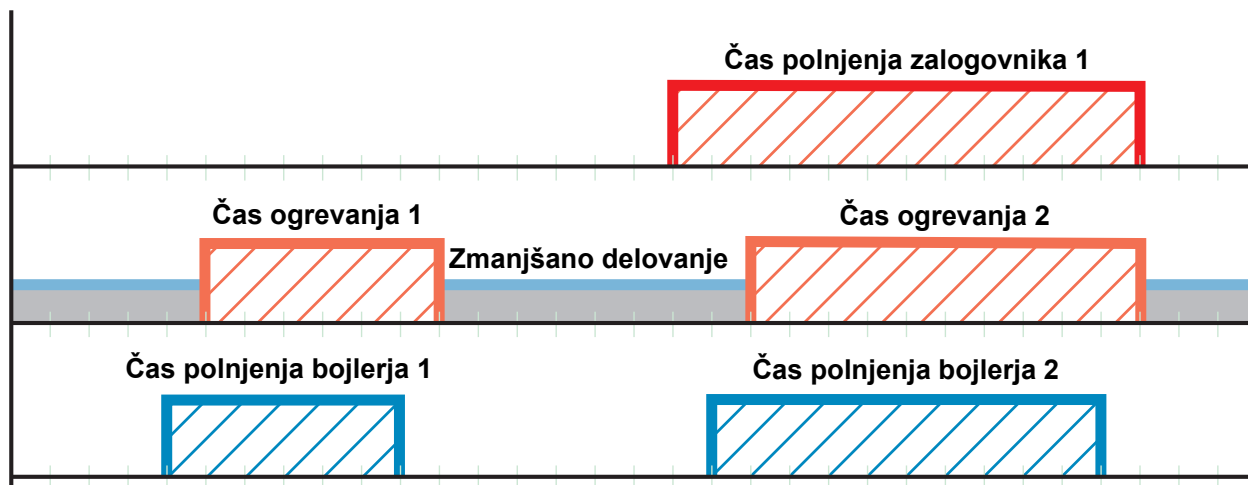 Čas polnjenja zalogovnika 1
Čas ogrevanja 1
Čas ogrevanja 2
Zmanjšano delovanje
Čas polnjenja bojlerja 1
Čas polnjenja bojlerja 2